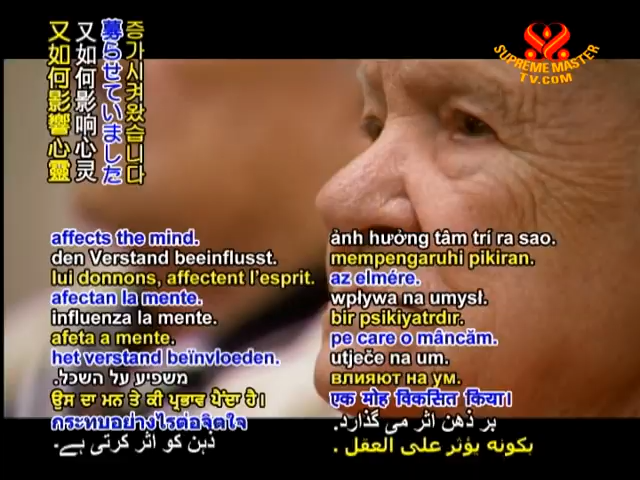 증가시켜왔습니다
募らせていました
又如何影响心灵
又如何影響心靈
SUPREME MASTER
TV.COM
affects the mind.
den Verstand beeinflusst.
lui donnons, affectent l'esprit.
afectan la mente.
influenza la mente.
afeta a mente.
het verstand beïnvloeden.
משפיע על השכל.
ਉਸ ਦਾ ਮਨ ਤੇ ਕੀ ਪ੍ਰਭਾਵ ਪੈਂਦਾ ਹੈ।
กระทบอย่างไรต่อจิตใจ
ذہن کو اثر کرتی ہے۔
ảnh hưởng tâm trí ra sao.
mempengaruhi pikiran.
az elmére.
wpływa na umysł.
bir psikiyatrdır.
pe care o mâncăm.
utječe na um.
влияют на ум.
एक मोह विकसित किया।
بر ذهن اثر می گذارد.
بكونه يؤثر على العقل .